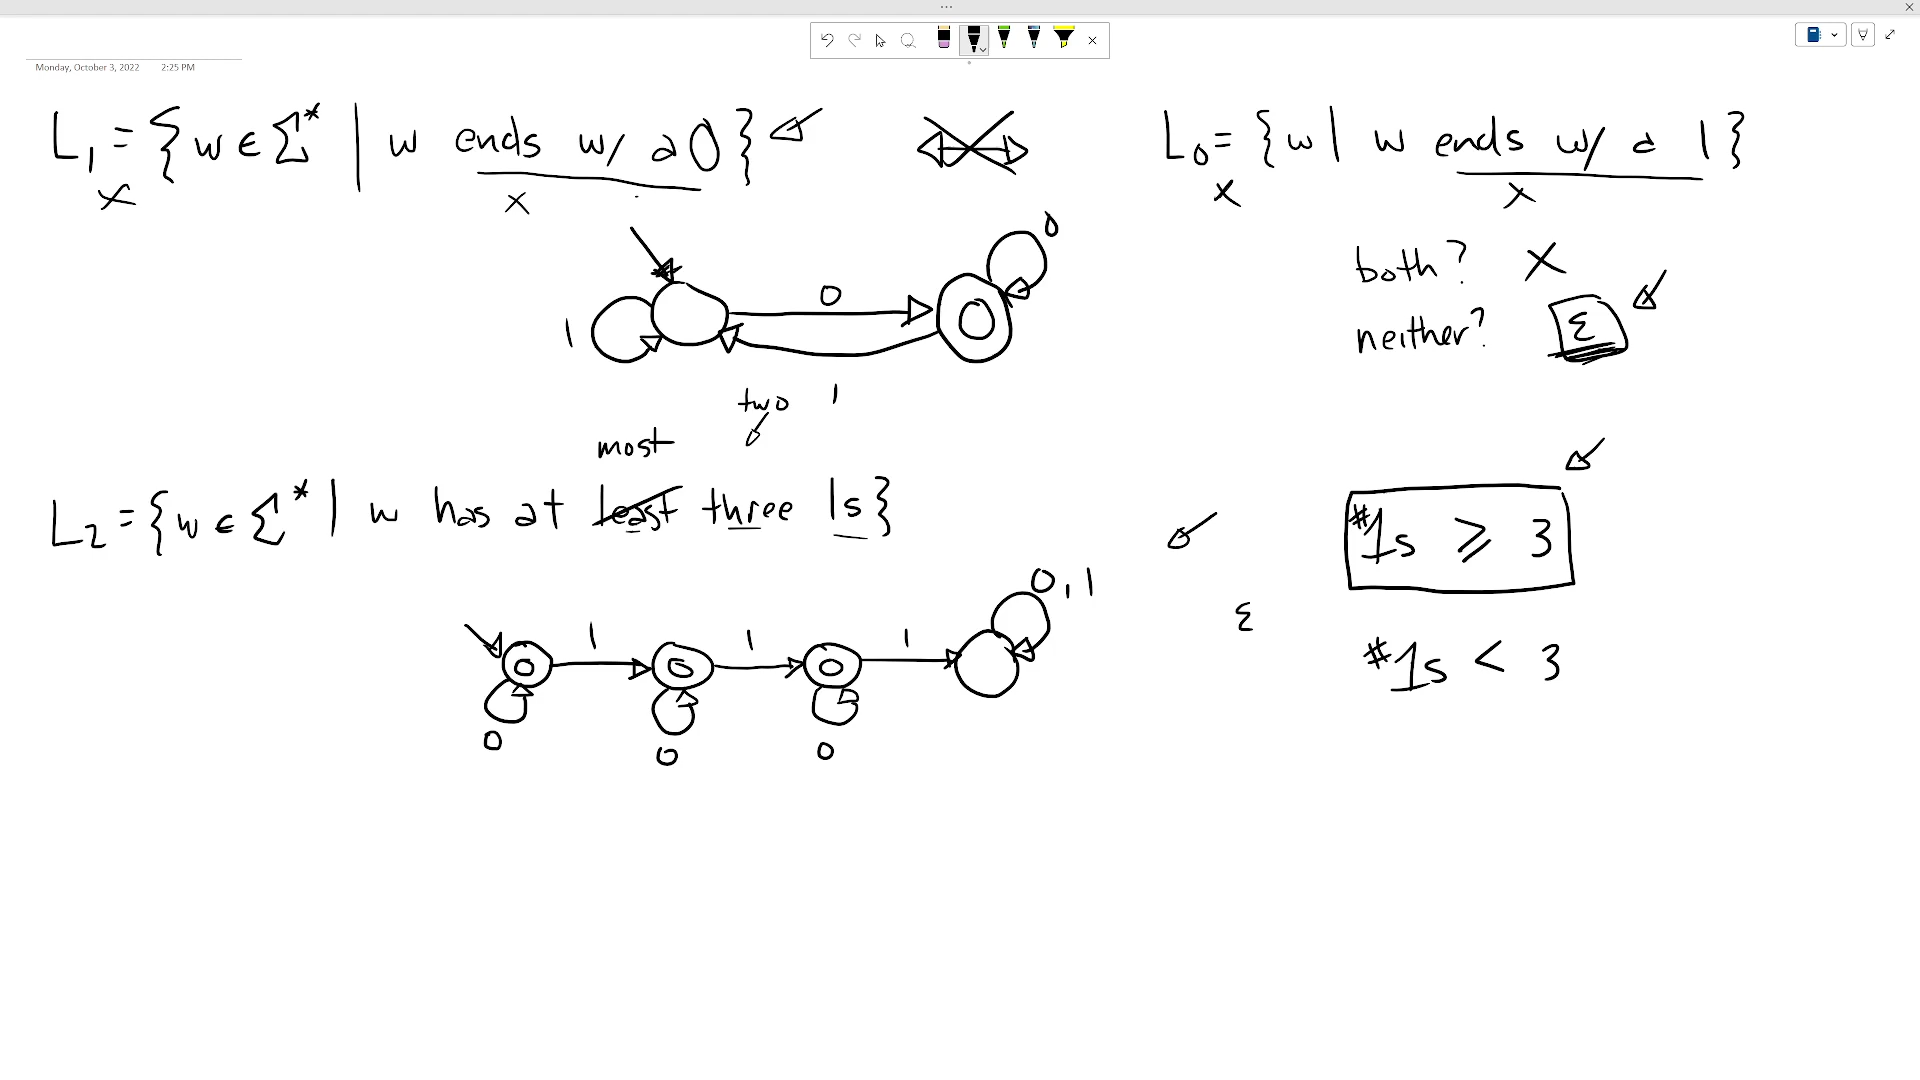 Monday, October 3, 2022 2:25 PM
L₁ = {w ∈ Σ* | w ends w/ a 0}
L₀ = {w | w ends w/ a 1}
x x x x
both? X
neither? ε
0
1
0
1
two
most
L₂ = {w ∈ Σ* | w has at least three 1s}
#1s ≥ 3
ε
#1s < 3
0,1
1 1 1
0 0 0